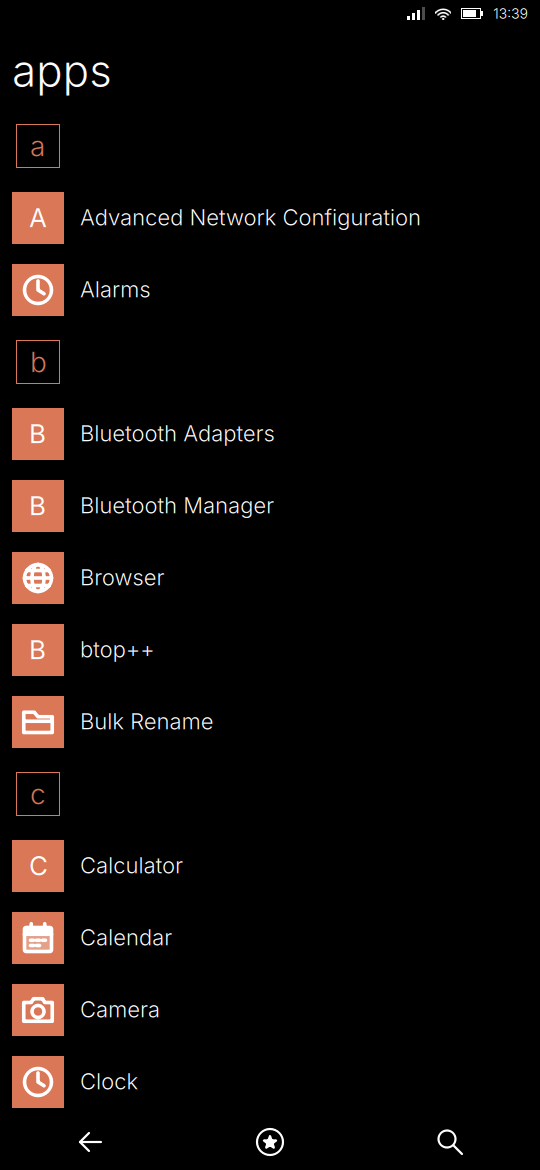 13:39
apps
a
A Advanced Network Configuration
Alarms
b
B Bluetooth Adapters
B Bluetooth Manager
Browser
B btop++
Bulk Rename
c
C Calculator
Calendar
Camera
Clock